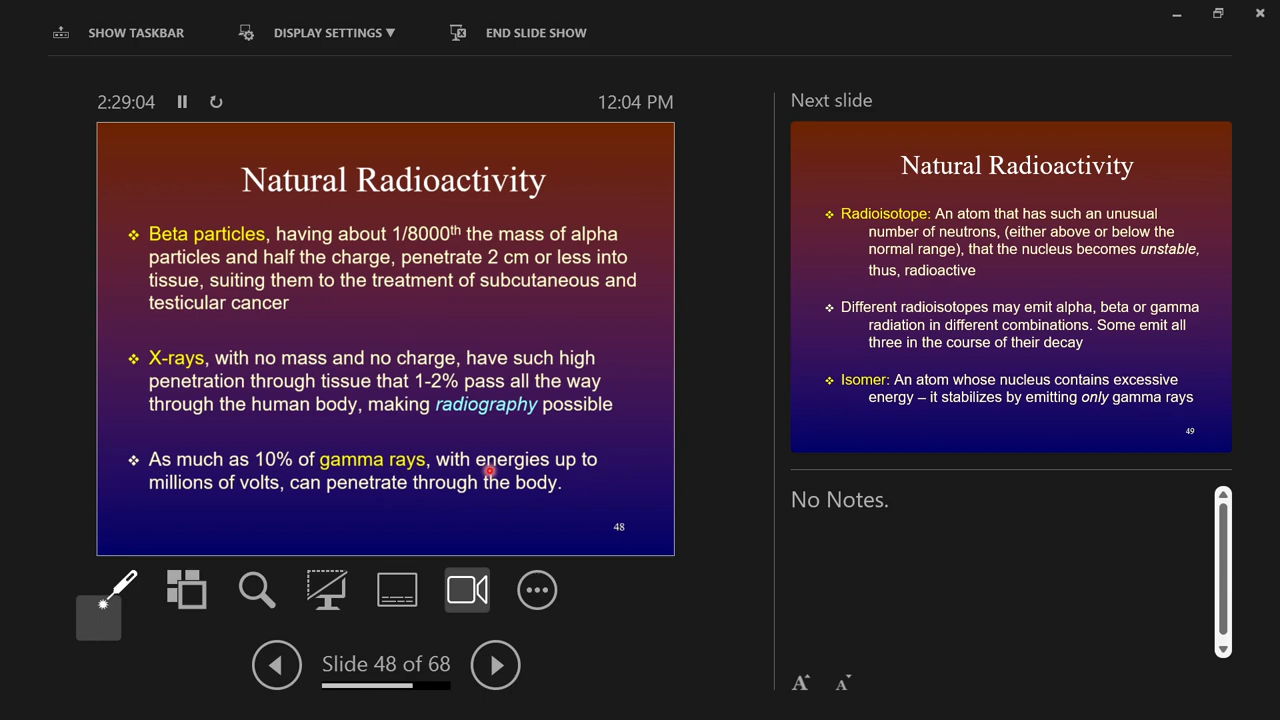 SHOW TASKBAR
DISPLAY SETTINGS ▼
END SLIDE SHOW
2:29:04
12:04 PM
Natural Radioactivity
❖ Beta particles, having about 1/8000th the mass of alpha
particles and half the charge, penetrate 2 cm or less into
tissue, suiting them to the treatment of subcutaneous and
testicular cancer
❖ X-rays, with no mass and no charge, have such high
penetration through tissue that 1-2% pass all the way
through the human body, making radiography possible
❖ As much as 10% of gamma rays, with energies up to
millions of volts, can penetrate through the body.
48
Slide 48 of 68
Next slide
Natural Radioactivity
❖ Radioisotope: An atom that has such an unusual
number of neutrons, (either above or below the
normal range), that the nucleus becomes unstable,
thus, radioactive
❖ Different radioisotopes may emit alpha, beta or gamma
radiation in different combinations. Some emit all
three in the course of their decay
❖ Isomer: An atom whose nucleus contains excessive
energy – it stabilizes by emitting only gamma rays
49
No Notes.
A A